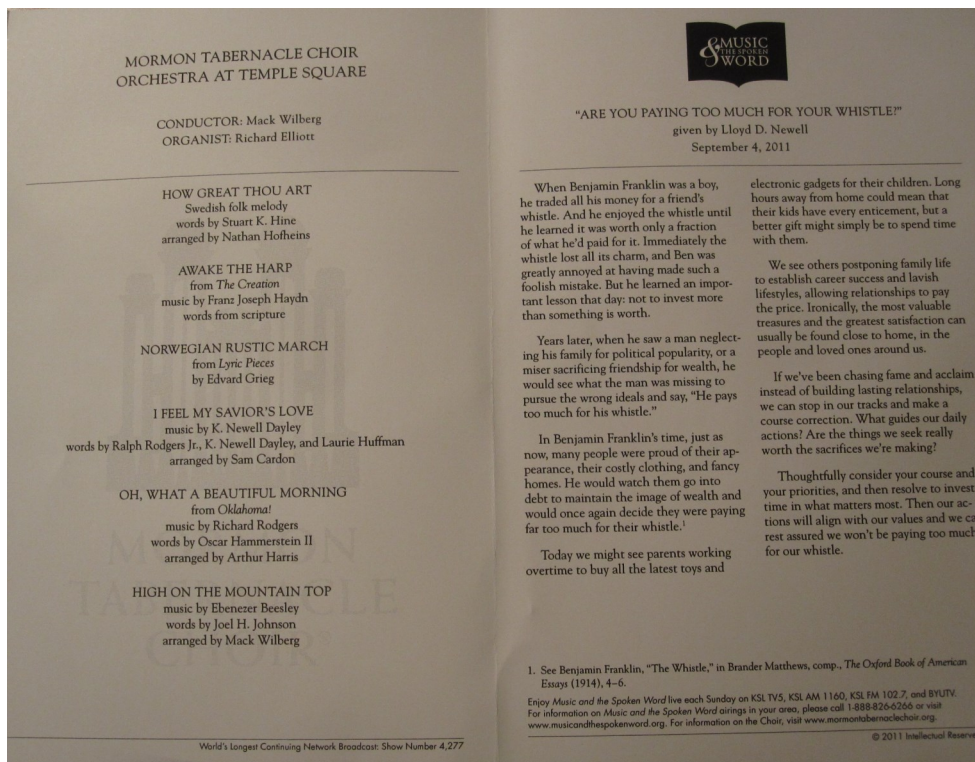 MORMON TABERNACLE CHOIR
ORCHESTRA AT TEMPLE SQUARE
CONDUCTOR: Mack Wilberg
ORGANIST: Richard Elliott
HOW GREAT THOU ART
Swedish folk melody
words by Stuart K. Hine
arranged by Nathan Hofheins
AWAKE THE HARP
from The Creation
music by Franz Joseph Haydn
words from scripture
NORWEGIAN RUSTIC MARCH
from Lyric Pieces
by Edvard Grieg
I FEEL MY SAVIOR'S LOVE
music by K. Newell Dayley
words by Ralph Rodgers Jr., K. Newell Dayley, and Laurie Huffman
arranged by Sam Cardon
OH, WHAT A BEAUTIFUL MORNING
from Oklahoma!
music by Richard Rodgers
words by Oscar Hammerstein II
arranged by Arthur Harris
HIGH ON THE MOUNTAIN TOP
music by Ebenezer Beesley
words by Joel H. Johnson
arranged by Mack Wilberg
MORMON
TABERNACLE
CHOIR
World's Longest Continuing Network Broadcast: Show Number 4,277
MUSIC
& THE SPOKEN
WORD
"ARE YOU PAYING TOO MUCH FOR YOUR WHISTLE?"
given by Lloyd D. Newell
September 4, 2011
When Benjamin Franklin was a boy,
he traded all his money for a friend's
whistle. And he enjoyed the whistle until
he learned it was worth only a fraction
of what he'd paid for it. Immediately the
whistle lost all its charm, and Ben was
greatly annoyed at having made such a
foolish mistake. But he learned an impor-
tant lesson that day: not to invest more
than something is worth.
Years later, when he saw a man neglect-
ing his family for political popularity, or a
miser sacrificing friendship for wealth, he
would see what the man was missing to
pursue the wrong ideals and say, "He pays
too much for his whistle."
In Benjamin Franklin's time, just as
now, many people were proud of their ap-
pearance, their costly clothing, and fancy
homes. He would watch them go into
debt to maintain the image of wealth and
would once again decide they were paying
far too much for their whistle.¹
Today we might see parents working
overtime to buy all the latest toys and
electronic gadgets for their children. Long
hours away from home could mean that
their kids have every enticement, but a
better gift might simply be to spend time
with them.
We see others postponing family life
to establish career success and lavish
lifestyles, allowing relationships to pay
the price. Ironically, the most valuable
treasures and the greatest satisfaction can
usually be found close to home, in the
people and loved ones around us.
If we've been chasing fame and acclaim
instead of building lasting relationships,
we can stop in our tracks and make a
course correction. What guides our daily
actions? Are the things we seek really
worth the sacrifices we're making?
Thoughtfully consider your course and
your priorities, and then resolve to invest
time in what matters most. Then our ac-
tions will align with our values and we ca
rest assured we won't be paying too much
for our whistle.
1. See Benjamin Franklin, "The Whistle," in Brander Matthews, comp., The Oxford Book of American
Essays (1914), 4–6.
Enjoy Music and the Spoken Word live each Sunday on KSL TV5, KSL AM 1160, KSL FM 102.7, and BYUTV.
For information on Music and the Spoken Word airings in your area, please call 1-888-826-6266 or visit
www.musicandthespokenword.org. For information on the Choir, visit www.mormontabernaclechoir.org.
© 2011 Intellectual Reserve